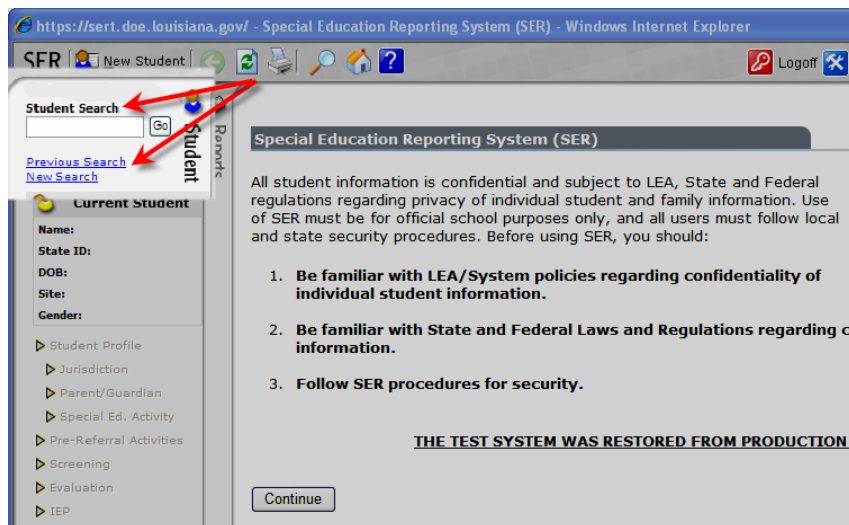 https://sert.doe.louisiana.gov/ - Special Education Reporting System (SER) - Windows Internet Explorer
SER New Student ? Logoff
Student Search
Go
Previous Search
New Search
Student
Reports
Current Student
Name:
State ID:
DOB:
Site:
Gender:
Student Profile
Jurisdiction
Parent/Guardian
Special Ed. Activity
Pre-Referral Activities
Screening
Evaluation
IEP
Special Education Reporting System (SER)
All student information is confidential and subject to LEA, State and Federal
regulations regarding privacy of individual student and family information. Use
of SER must be for official school purposes only, and all users must follow local
and state security procedures. Before using SER, you should:
1. Be familiar with LEA/System policies regarding confidentiality of
individual student information.
2. Be familiar with State and Federal Laws and Regulations regarding c
information.
3. Follow SER procedures for security.
THE TEST SYSTEM WAS RESTORED FROM PRODUCTION
Continue